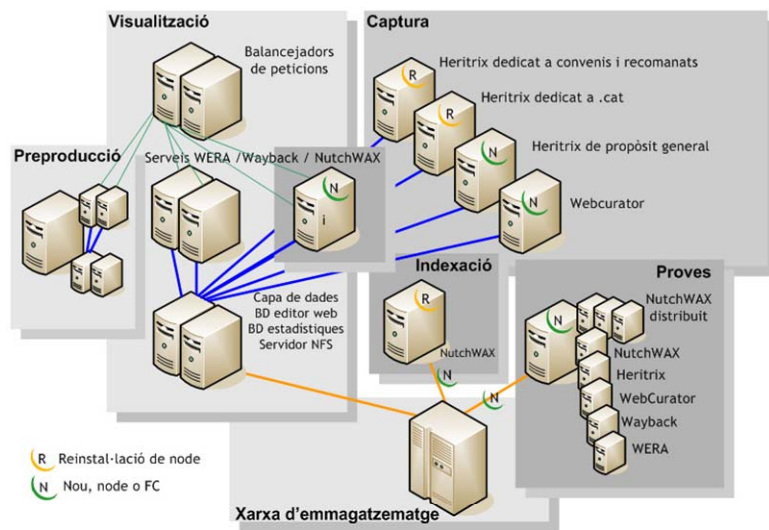 Visualització
Balancejadors
de peticions
Serveis WERA /Wayback / NutchWAX
N
i
Capa de dades
BD editor web
BD estadístiques
Servidor NFS
Preproducció
Captura
R
Heritrix dedicat a convenis i recomanats
R
Heritrix dedicat a .cat
N
Heritrix de propòsit general
N
Webcurator
Indexació
R
NutchWAX
N
Proves
N
NutchWAX
distribuit
NutchWAX
Heritrix
WebCurator
Wayback
WERA
N
Xarxa d'emmagatzematge
R Reinstal·lació de node
N Nou, node o FC